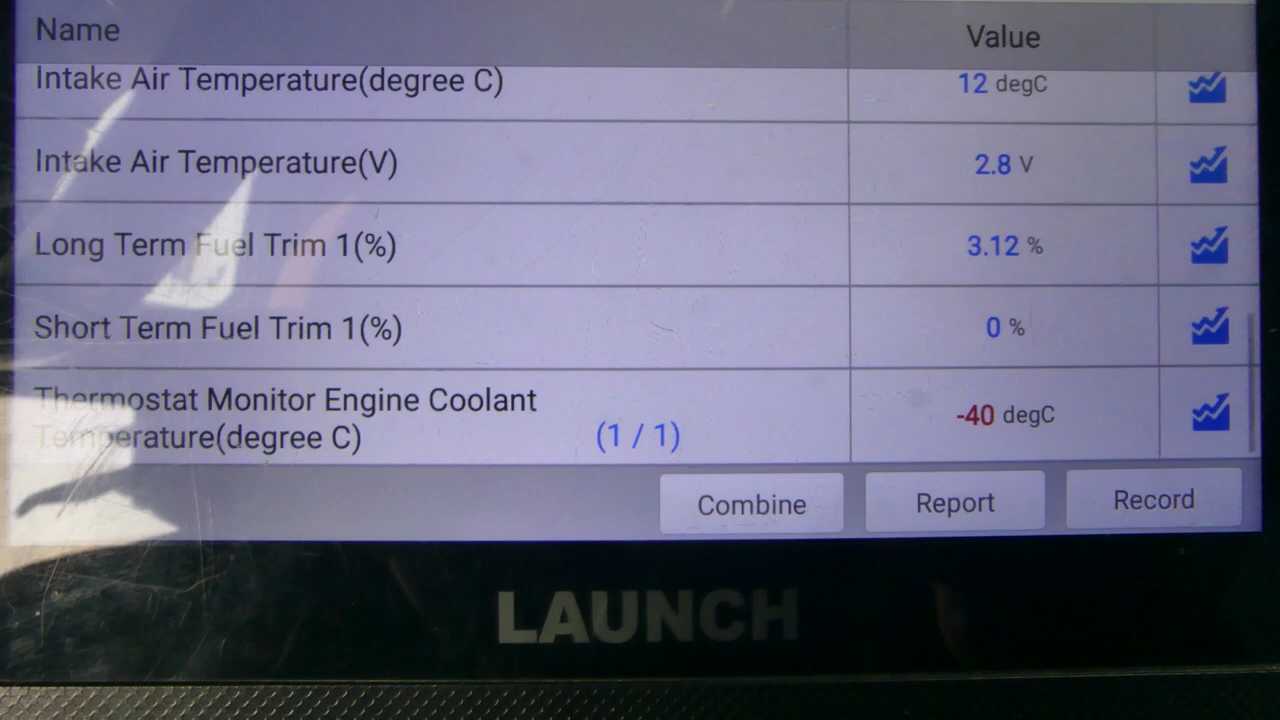 Name Value
Intake Air Temperature(degree C) 12 degC
Intake Air Temperature(V) 2.8 V
Long Term Fuel Trim 1(%) 3.12 %
Short Term Fuel Trim 1(%) 0 %
Thermostat Monitor Engine Coolant
Temperature(degree C) (1 / 1) -40 degC
Combine Report Record
LAUNCH